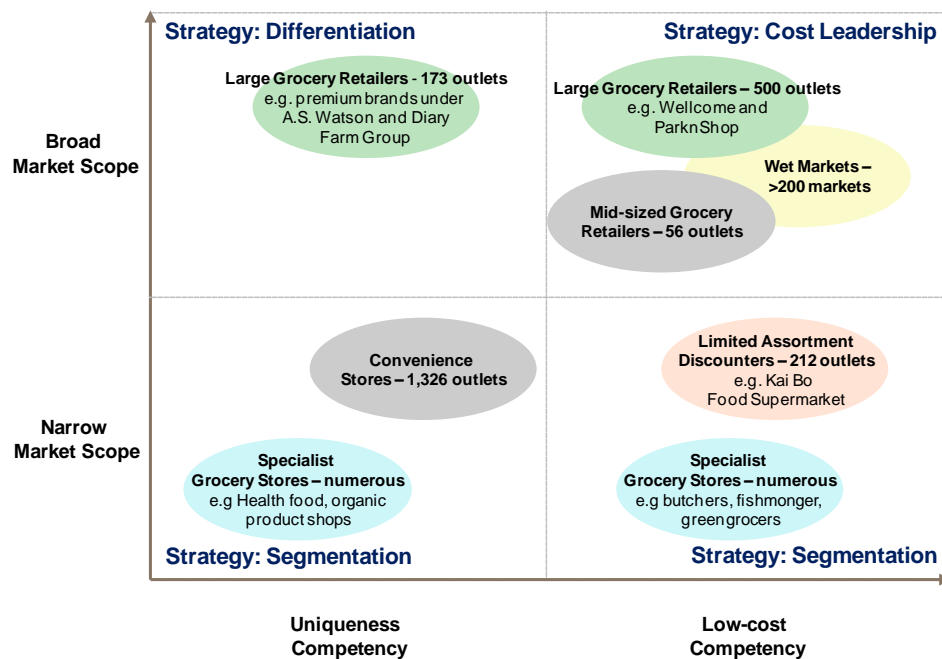 Strategy: Differentiation
Strategy: Cost Leadership
Large Grocery Retailers - 173 outlets
e.g. premium brands under
A.S. Watson and Diary
Farm Group
Large Grocery Retailers – 500 outlets
e.g. Wellcome and
ParknShop
Broad
Market Scope
Wet Markets –
>200 markets
Mid-sized Grocery
Retailers – 56 outlets
Convenience
Stores – 1,326 outlets
Limited Assortment
Discounters – 212 outlets
e.g. Kai Bo
Food Supermarket
Narrow
Market Scope
Specialist
Grocery Stores – numerous
e.g Health food, organic
product shops
Specialist
Grocery Stores – numerous
e.g butchers, fishmonger,
greengrocers
Strategy: Segmentation
Strategy: Segmentation
Uniqueness
Competency
Low-cost
Competency